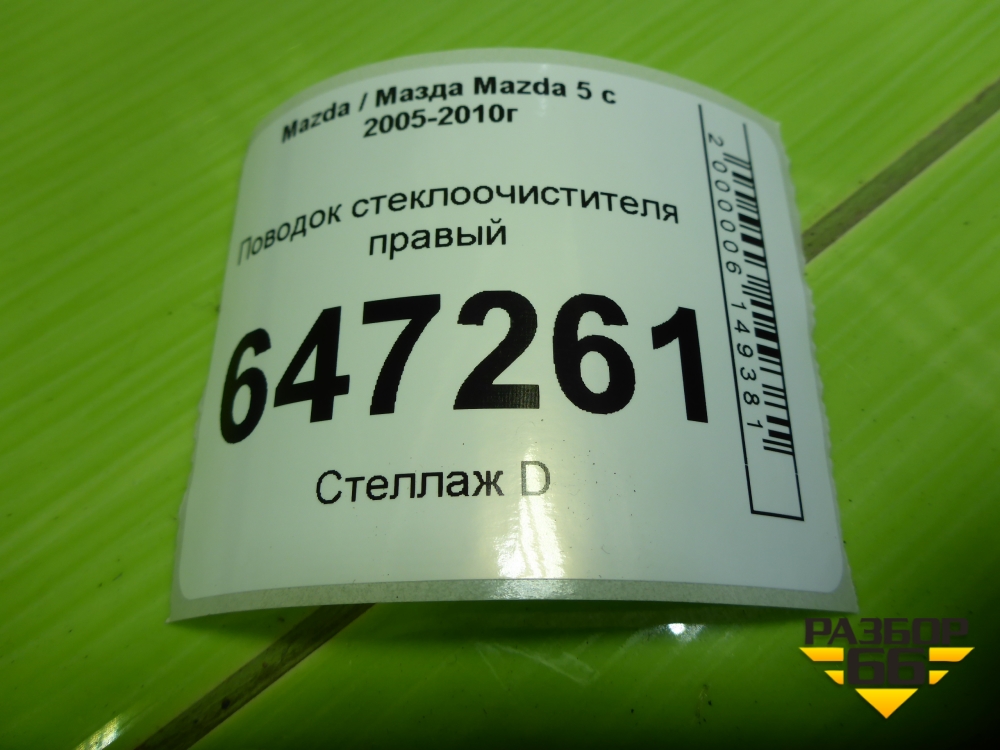 Mazda / Мазда Mazda 5 с
2005-2010г
Поводок стеклоочистителя
правый
647261
Стеллаж D
2000006149381
РАЗБОР
66